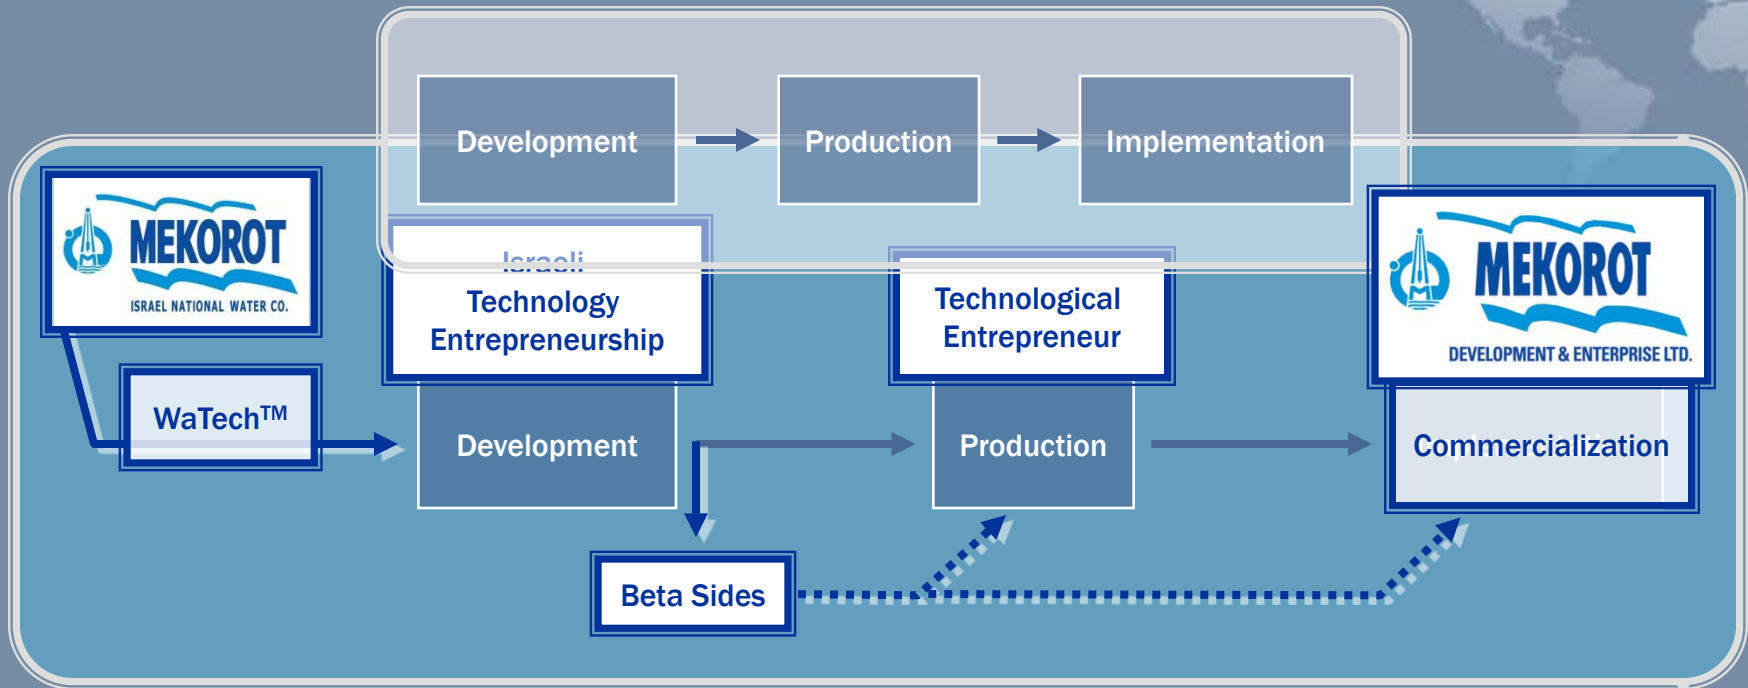 Development
Production
Implementation
MEKOROT
ISRAEL NATIONAL WATER CO.
Israeli
Technology
Entrepreneurship
Technological
Entrepreneur
MEKOROT
DEVELOPMENT & ENTERPRISE LTD.
WaTech™
Development
Production
Commercialization
Beta Sides